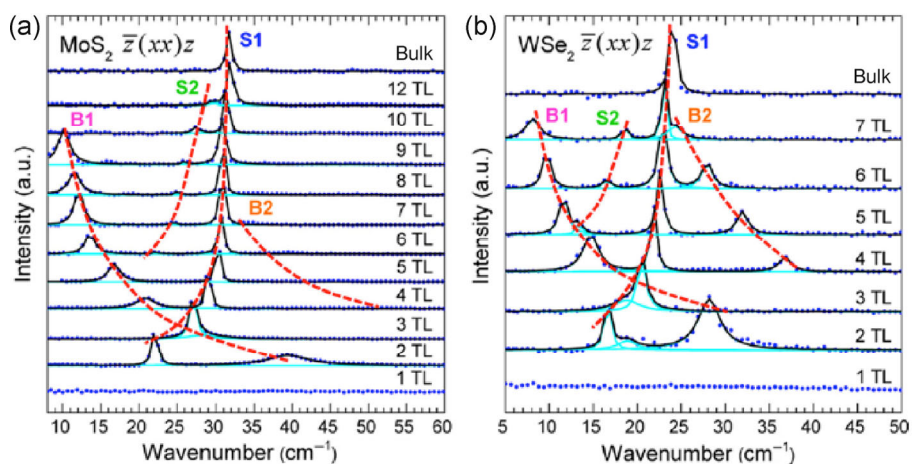 (a)
MoS₂ z̅(xx)z
S1
Bulk
S2
12 TL
B1
10 TL
9 TL
8 TL
7 TL
B2
6 TL
5 TL
4 TL
3 TL
2 TL
1 TL
Intensity (a.u.)
10 15 20 25 30 35 40 45 50 55 60
Wavenumber (cm⁻¹)
(b)
WSe₂ z̅(xx)z
S1
Bulk
B1
S2
B2
7 TL
6 TL
5 TL
4 TL
3 TL
2 TL
1 TL
Intensity (a.u.)
5 10 15 20 25 30 35 40 45 50
Wavenumber (cm⁻¹)